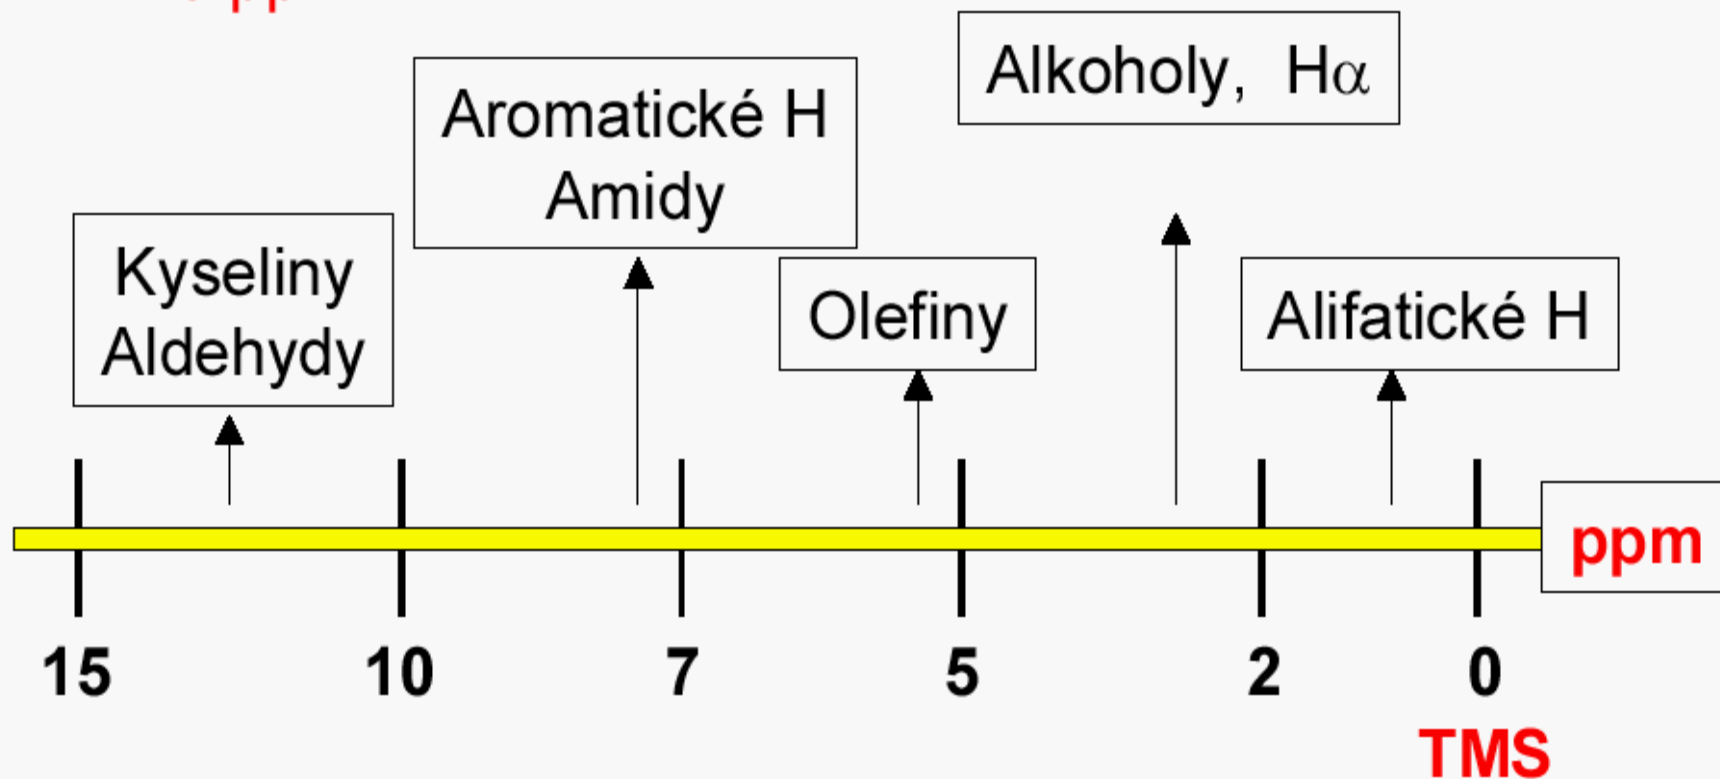 Alkoholy, Hα
Aromatické H
Amidy
Kyseliny
Aldehydy
Olefiny
Alifatické H
ppm
15 10 7 5 2 0
TMS